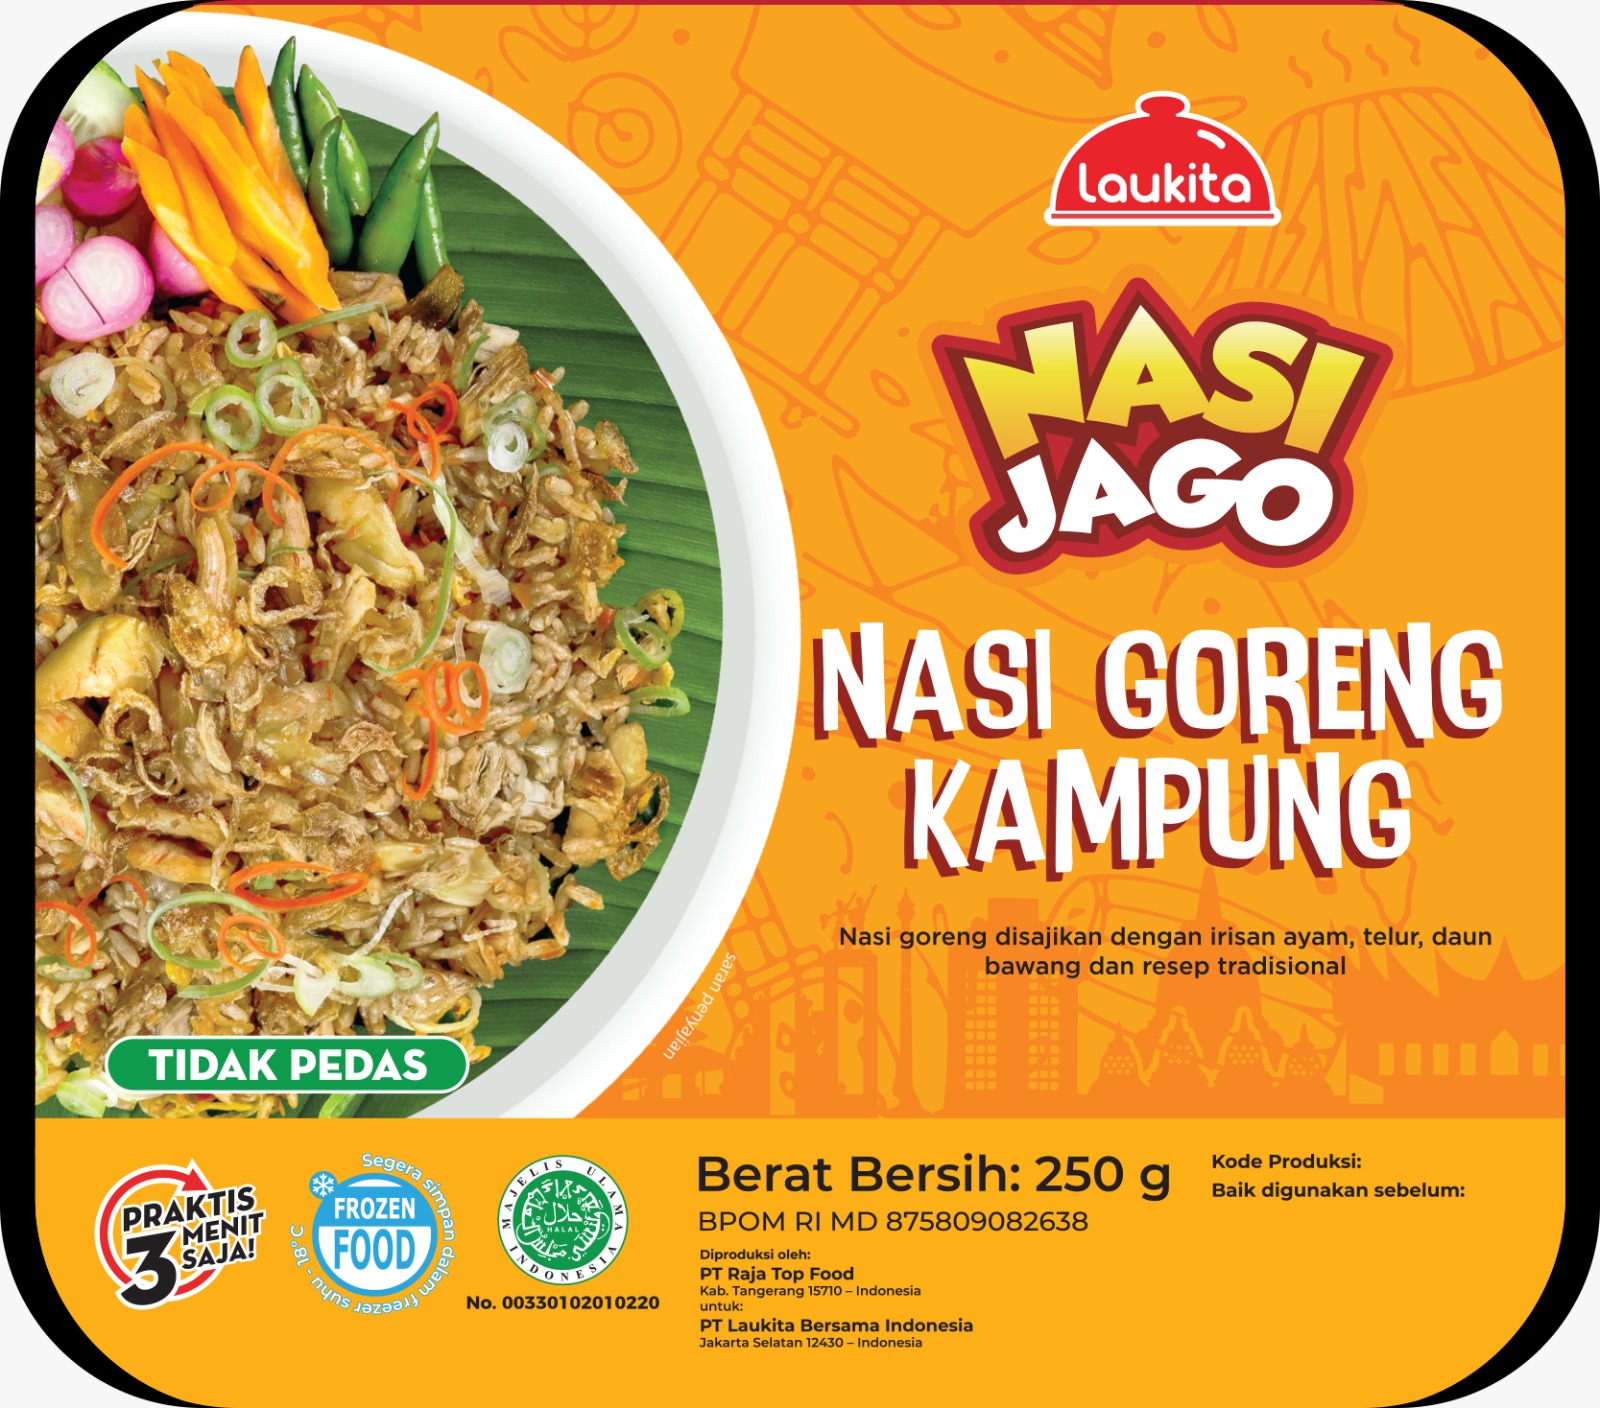 Laukita
NASI
JAGO
NASI GORENG
KAMPUNG
Nasi goreng disajikan dengan irisan ayam, telur, daun
bawang dan resep tradisional
saran penyajian
TIDAK PEDAS
PRAKTIS
3 MENIT
SAJA!
Segera simpan dalam freezer suhu - 18° C
FROZEN
FOOD
MAJELIS ULAMA
INDONESIA
حلال
HALAL
No. 00330102010220
Berat Bersih: 250 g
BPOM RI MD 875809082638
Diproduksi oleh:
PT Raja Top Food
Kab. Tangerang 15710 – Indonesia
untuk:
PT Laukita Bersama Indonesia
Jakarta Selatan 12430 – Indonesia
Kode Produksi:
Baik digunakan sebelum: